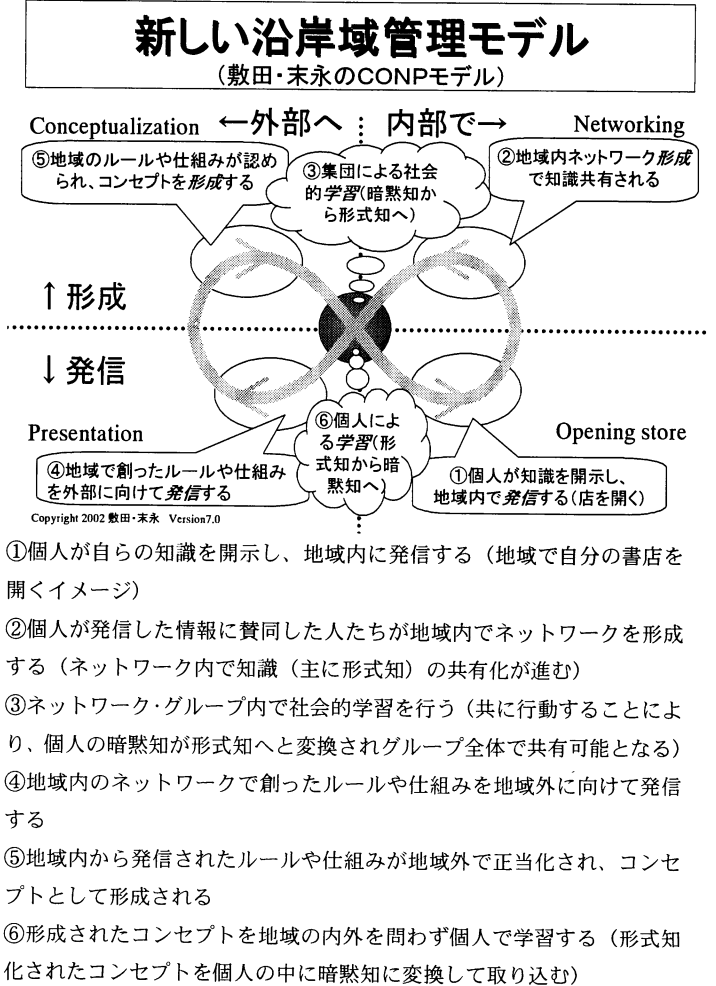 新しい沿岸域管理モデル
(敷田・末永のCONPモデル)
Conceptualization
←外部へ
内部で→
Networking
⑤地域のルールや仕組みが認め
られ、コンセプトを形成する
③集団による社会
的学習(暗黙知か
ら形式知へ)
②地域内ネットワーク形成
で知識共有される
↑形成
↓発信
Presentation
Opening store
④地域で創ったルールや仕組み
を外部に向けて発信する
⑥個人によ
る学習(形
式知から暗
黙知へ)
①個人が知識を開示し、
地域内で発信する(店を開く)
Copyright 2002 敷田・末永 Version7.0
①個人が自らの知識を開示し、地域内に発信する（地域で自分の書店を
開くイメージ）
②個人が発信した情報に賛同した人たちが地域内でネットワークを形成
する（ネットワーク内で知識（主に形式知）の共有化が進む）
③ネットワーク・グループ内で社会的学習を行う（共に行動することによ
り、個人の暗黙知が形式知へと変換されグループ全体で共有可能となる）
④地域内のネットワークで創ったルールや仕組みを地域外に向けて発信
する
⑤地域内から発信されたルールや仕組みが地域外で正当化され、コンセ
プトとして形成される
⑥形成されたコンセプトを地域の内外を問わず個人で学習する（形式知
化されたコンセプトを個人の中に暗黙知に変換して取り込む）